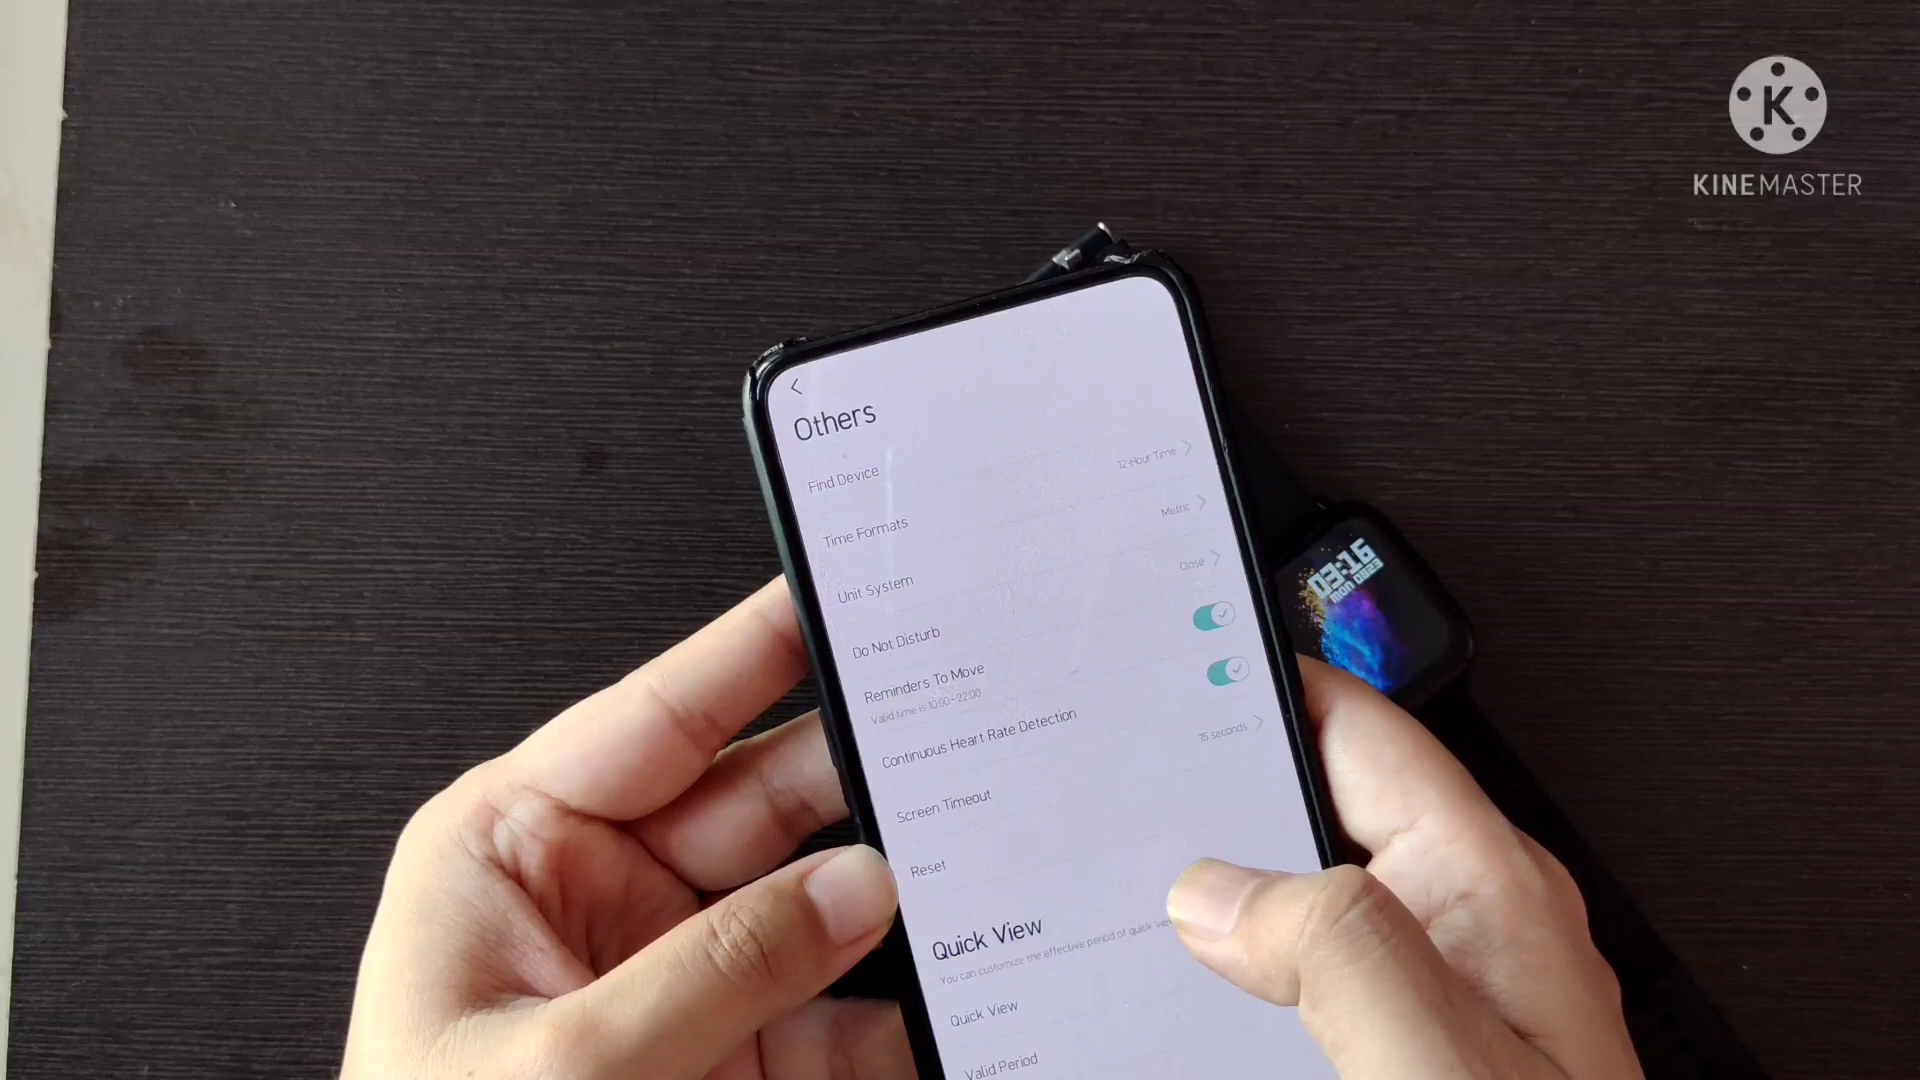 K
KINEMASTER
<
Others
Find Device
Time Formats 12-Hour Time >
Unit System Metric >
Do Not Disturb Close >
Reminders To Move
Valid time is 10:00~22:00
Continuous Heart Rate Detection
Screen Timeout 15 seconds >
Reset
Quick View
You can customize the effective period of quick
Quick View
Valid Period
03:16
MON 08/23